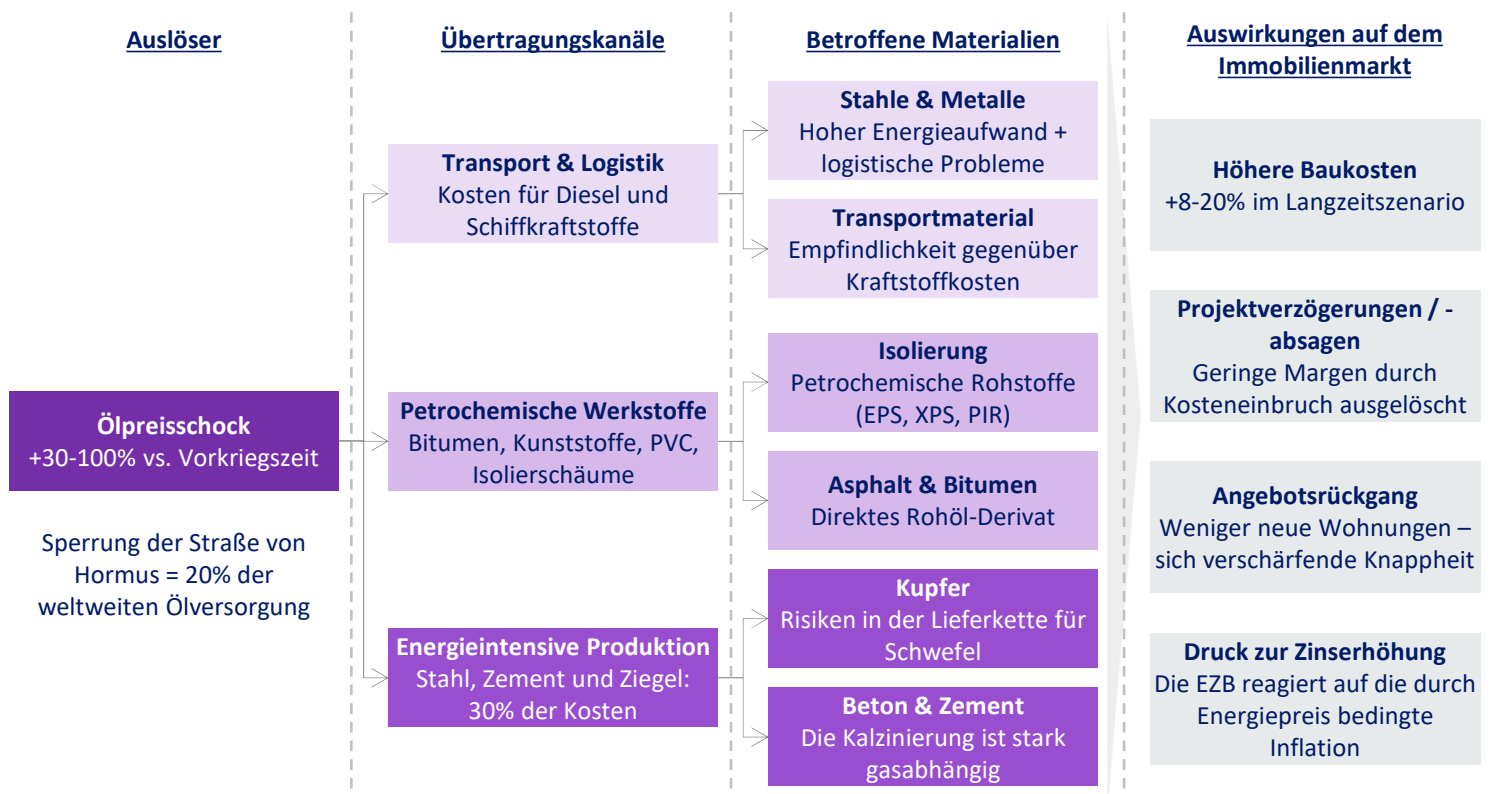 Auslöser
Sperrung der Straße von
Hormus = 20% der
weltweiten Ölversorgung
Ölpreisschock
+30-100% vs. Vorkriegszeit
Übertragungskanäle
Transport & Logistik
Kosten für Diesel und
Schiffkraftstoffe
Petrochemische Werkstoffe
Bitumen, Kunststoffe, PVC,
Isolierschäume
Energieintensive Produktion
Stahl, Zement und Ziegel:
30% der Kosten
Betroffene Materialien
Stahle & Metalle
Hoher Energieaufwand +
logistische Probleme
Transportmaterial
Empfindlichkeit gegenüber
Kraftstoffkosten
Isolierung
Petrochemische Rohstoffe
(EPS, XPS, PIR)
Asphalt & Bitumen
Direktes Rohöl-Derivat
Kupfer
Risiken in der Lieferkette für
Schwefel
Beton & Zement
Die Kalzinierung ist stark
gasabhängig
Auswirkungen auf dem
Immobilienmarkt
Höhere Baukosten
+8-20% im Langzeitszenario
Projektverzögerungen / -
absagen
Geringe Margen durch
Kosteneinbruch ausgelöscht
Angebotsrückgang
Weniger neue Wohnungen –
sich verschärfende Knappheit
Druck zur Zinserhöhung
Die EZB reagiert auf die durch
Energiepreis bedingte
Inflation